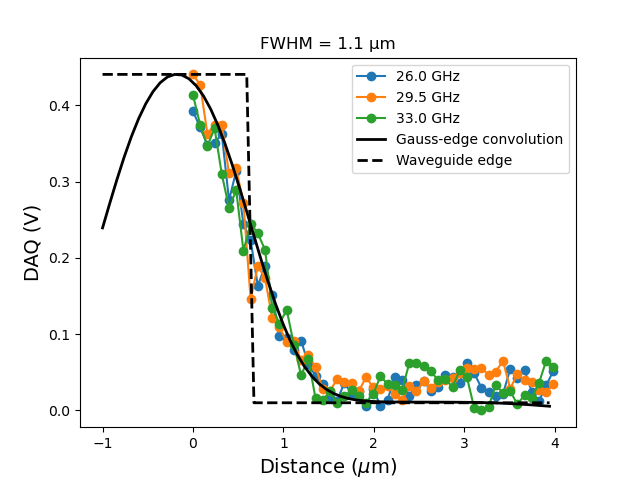 FWHM = 1.1 μm
26.0 GHz
29.5 GHz
33.0 GHz
Gauss-edge convolution
Waveguide edge
DAQ (V)
0.4
0.3
0.2
0.1
0.0
−1
0
1
2
3
4
Distance (μm)